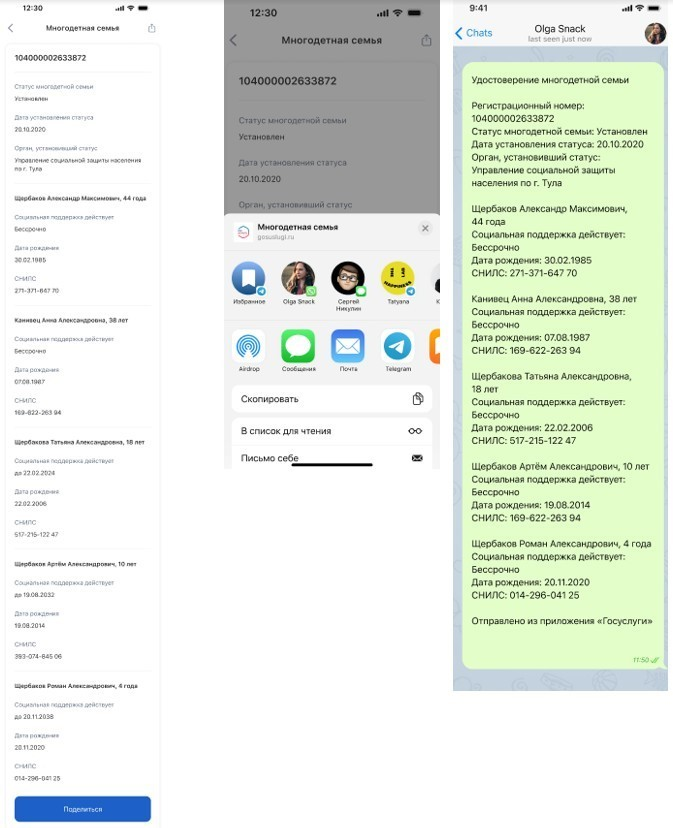 12:30
Многодетная семья
104000002633872
Статус многодетной семьи
Установлен
Дата установления статуса
20.10.2020
Орган, установивший статус
Управление социальной защиты населения
по г. Тула
Щербаков Александр Максимович, 44 года
Социальная поддержка действует
Бессрочно
Дата рождения
30.02.1985
СНИЛС
271-371-647 70
Канивец Анна Александровна, 38 лет
Социальная поддержка действует
Бессрочно
Дата рождения
07.08.1987
СНИЛС
169-622-263 94
Щербакова Татьяна Александровна, 18 лет
Социальная поддержка действует
до 22.02.2024
Дата рождения
22.02.2006
СНИЛС
517-215-122 47
Щербаков Артём Александрович, 10 лет
Социальная поддержка действует
до 19.08.2032
Дата рождения
19.08.2014
СНИЛС
393-074-845 06
Щербаков Роман Александрович, 4 года
Социальная поддержка действует
до 20.11.2038
Дата рождения
20.11.2020
СНИЛС
014-296-041 25
Поделиться
12:30
Многодетная семья
104000002633872
Статус многодетной семьи
Установлен
Дата установления статуса
20.10.2020
Орган, установивший статус
Многодетная семья
gosuslugi.ru
Избранное
Olga Snack
Сергей
Никулин
Tatyana
Airdrop
Сообщения
Почта
Telegram
Скопировать
В список для чтения
Письмо себе
9:41
Chats
Olga Snack
last seen just now
Удостоверение многодетной семьи
Регистрационный номер:
104000002633872
Статус многодетной семьи: Установлен
Дата установления статуса: 20.10.2020
Орган, установивший статус:
Управление социальной защиты
населения по г. Тула
Щербаков Александр Максимович,
44 года
Социальная поддержка действует:
Бессрочно
Дата рождения: 30.02.1985
СНИЛС: 271-371-647 70
Канивец Анна Александровна, 38 лет
Социальная поддержка действует:
Бессрочно
Дата рождения: 07.08.1987
СНИЛС: 169-622-263 94
Щербакова Татьяна Александровна,
18 лет
Социальная поддержка действует:
Бессрочно
Дата рождения: 22.02.2006
СНИЛС: 517-215-122 47
Щербаков Артём Александрович, 10 лет
Социальная поддержка действует:
Бессрочно
Дата рождения: 19.08.2014
СНИЛС: 169-622-263 94
Щербаков Роман Александрович, 4 года
Социальная поддержка действует:
Бессрочно
Дата рождения: 20.11.2020
СНИЛС: 014-296-041 25
Отправлено из приложения «Госуслуги»
11:50